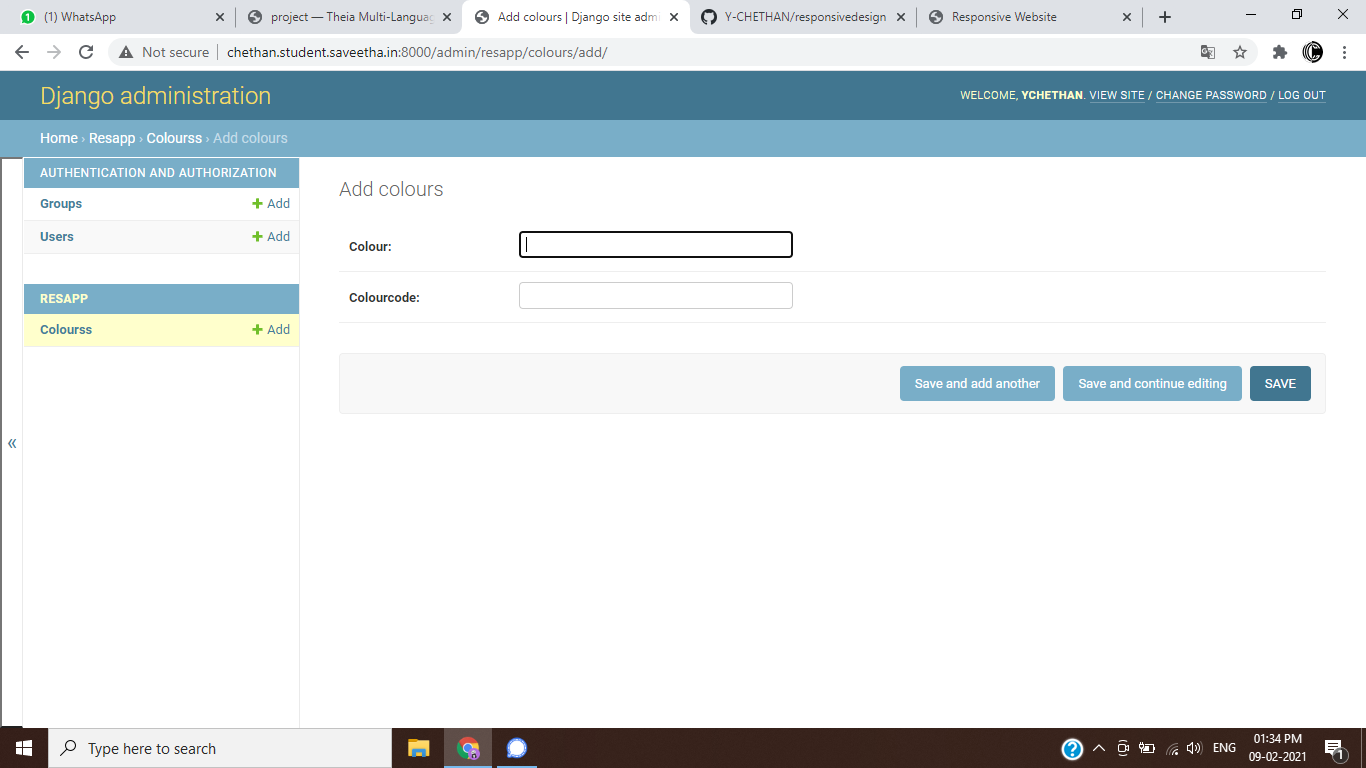 (1) WhatsApp
project — Theia Multi-Languag
Add colours | Django site admi
Y-CHETHAN/responsivedesign
Responsive Website
Not secure
chethan.student.saveetha.in:8000/admin/resapp/colours/add/
Django administration
WELCOME, YCHETHAN. VIEW SITE / CHANGE PASSWORD / LOG OUT
Home › Resapp › Colourss › Add colours
AUTHENTICATION AND AUTHORIZATION
Groups + Add
Users + Add
RESAPP
Colourss + Add
«
Add colours
Colour:
Colourcode:
Save and add another
Save and continue editing
SAVE
Type here to search
ENG
01:34 PM
09-02-2021
1